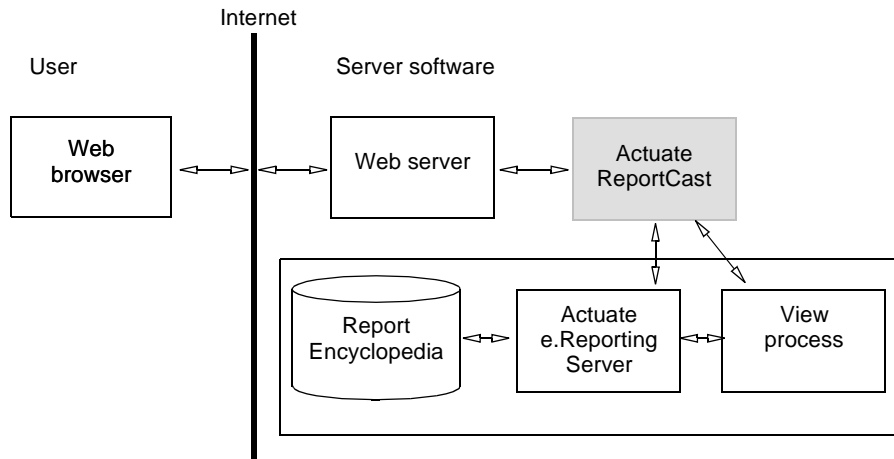 Internet
User
Server software
Web
browser
Web server
Actuate
ReportCast
Report
Encyclopedia
Actuate
e.Reporting
Server
View
process